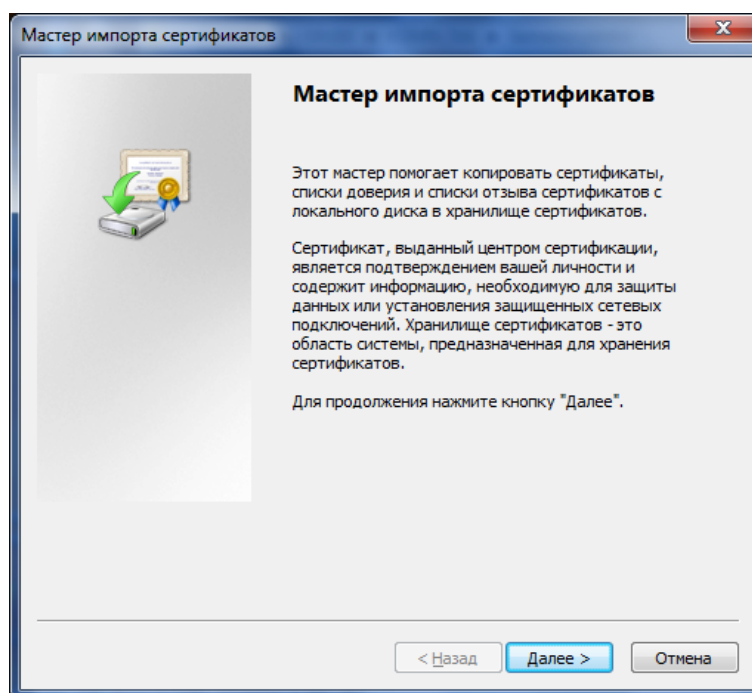 Мастер импорта сертификатов
Мастер импорта сертификатов
Этот мастер помогает копировать сертификаты,
списки доверия и списки отзыва сертификатов с
локального диска в хранилище сертификатов.
Сертификат, выданный центром сертификации,
является подтверждением вашей личности и
содержит информацию, необходимую для защиты
данных или установления защищенных сетевых
подключений. Хранилище сертификатов - это
область системы, предназначенная для хранения
сертификатов.
Для продолжения нажмите кнопку "Далее".
< Назад Далее > Отмена